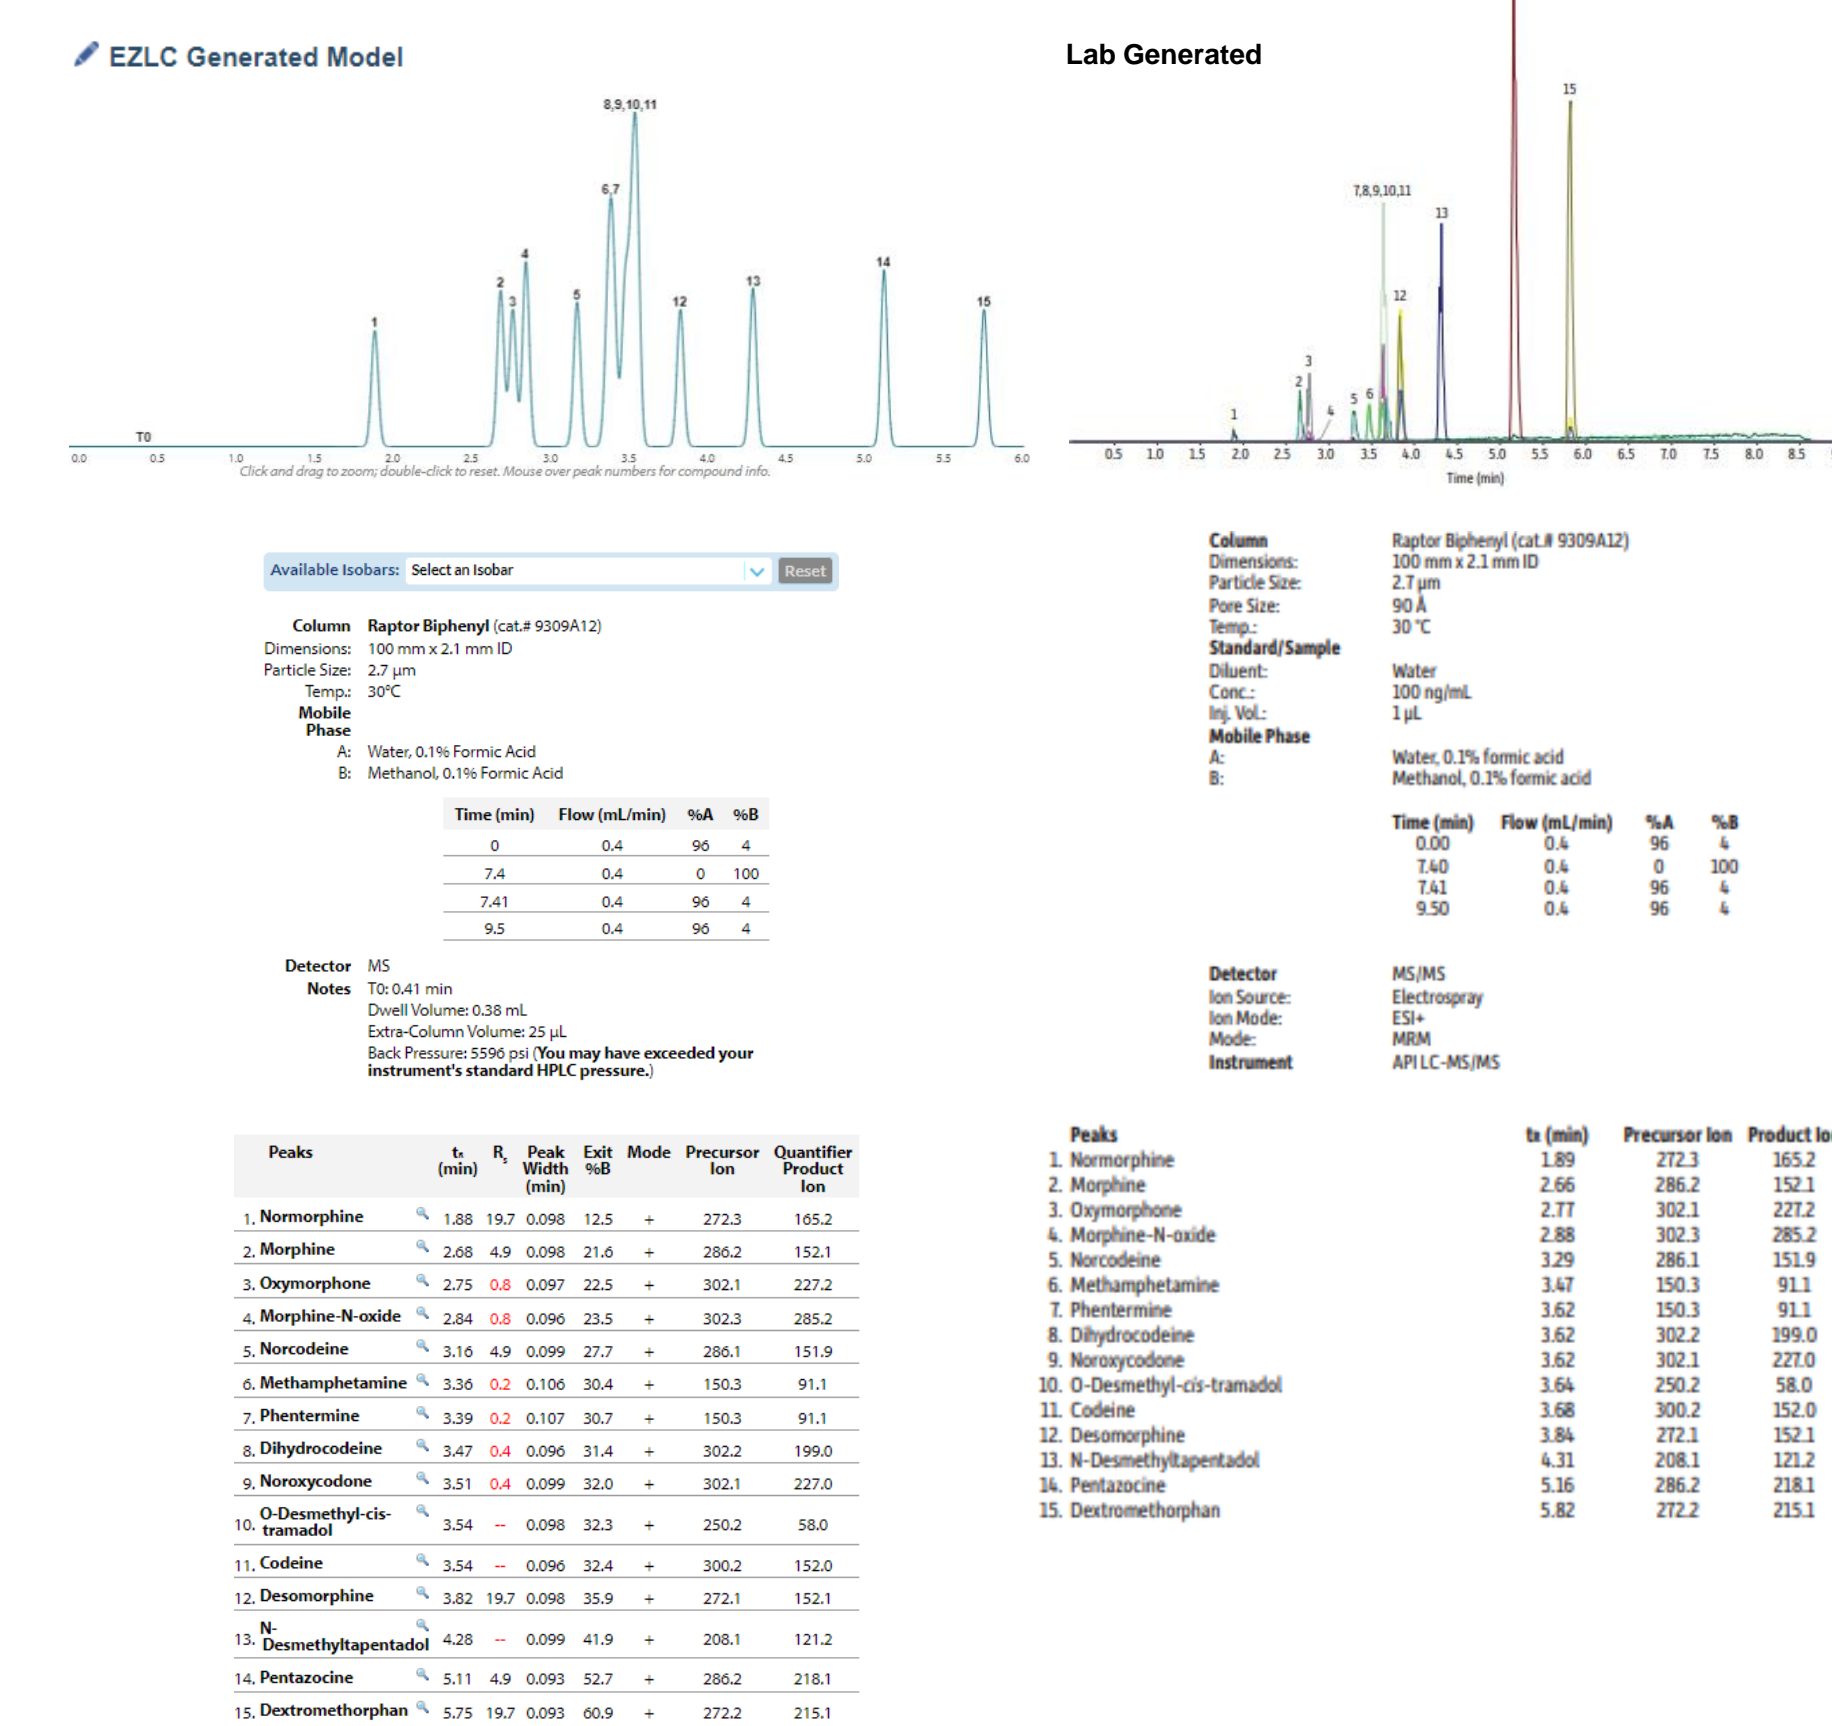 EZLC Generated Model
8,9,10,11
6,7
4
2
3
5
1
12
13
14
15
T0
0.0 0.5 1.0 1.5 2.0 2.5 3.0 3.5 4.0 4.5 5.0 5.5 6.0
Click and drag to zoom; double-click to reset. Mouse over peak numbers for compound info.
Available Isobars: Select an Isobar Reset
Column Raptor Biphenyl (cat.# 9309A12)
Dimensions: 100 mm x 2.1 mm ID
Particle Size: 2.7 µm
Temp.: 30°C
Mobile
Phase
A: Water, 0.1% Formic Acid
B: Methanol, 0.1% Formic Acid
Time (min) Flow (mL/min) %A %B
0 0.4 96 4
7.4 0.4 0 100
7.41 0.4 96 4
9.5 0.4 96 4
Detector MS
Notes T0: 0.41 min
Dwell Volume: 0.38 mL
Extra-Column Volume: 25 µL
Back Pressure: 5596 psi (You may have exceeded your
instrument's standard HPLC pressure.)
Peaks tR (min) Rs Peak Width (min) Exit %B Mode Precursor Ion Quantifier Product Ion
1. Normorphine 1.88 19.7 0.098 12.5 + 272.3 165.2
2. Morphine 2.68 4.9 0.098 21.6 + 286.2 152.1
3. Oxymorphone 2.75 0.8 0.097 22.5 + 302.1 227.2
4. Morphine-N-oxide 2.84 0.8 0.096 23.5 + 302.3 285.2
5. Norcodeine 3.16 4.9 0.099 27.7 + 286.1 151.9
6. Methamphetamine 3.36 0.2 0.106 30.4 + 150.3 91.1
7. Phentermine 3.39 0.2 0.107 30.7 + 150.3 91.1
8. Dihydrocodeine 3.47 0.4 0.096 31.4 + 302.2 199.0
9. Noroxycodone 3.51 0.4 0.099 32.0 + 302.1 227.0
10. O-Desmethyl-cis-tramadol 3.54 -- 0.098 32.3 + 250.2 58.0
11. Codeine 3.54 -- 0.096 32.4 + 300.2 152.0
12. Desomorphine 3.82 19.7 0.098 35.9 + 272.1 152.1
13. N-Desmethyltapentadol 4.28 -- 0.099 41.9 + 208.1 121.2
14. Pentazocine 5.11 4.9 0.093 52.7 + 286.2 218.1
15. Dextromethorphan 5.75 19.7 0.093 60.9 + 272.2 215.1
Lab Generated
15
7,8,9,10,11
13
12
3
2
5
6
4
1
0.5 1.0 1.5 2.0 2.5 3.0 3.5 4.0 4.5 5.0 5.5 6.0 6.5 7.0 7.5 8.0 8.5
Time (min)
Column Raptor Biphenyl (cat.# 9309A12)
Dimensions: 100 mm x 2.1 mm ID
Particle Size: 2.7 µm
Pore Size: 90 Å
Temp.: 30 °C
Standard/Sample
Diluent: Water
Conc.: 100 ng/mL
Inj. Vol.: 1 µL
Mobile Phase
A: Water, 0.1% formic acid
B: Methanol, 0.1% formic acid
Time (min) Flow (mL/min) %A %B
0.00 0.4 96 4
7.40 0.4 0 100
7.41 0.4 96 4
9.50 0.4 96 4
Detector MS/MS
Ion Source: Electrospray
Ion Mode: ESI+
Mode: MRM
Instrument API LC-MS/MS
Peaks tR (min) Precursor Ion Product
1. Normorphine 1.89 272.3 165.2
2. Morphine 2.66 286.2 152.1
3. Oxymorphone 2.77 302.1 227.2
4. Morphine-N-oxide 2.88 302.3 285.2
5. Norcodeine 3.29 286.1 151.9
6. Methamphetamine 3.47 150.3 91.1
7. Phentermine 3.62 150.3 91.1
8. Dihydrocodeine 3.62 302.2 199.0
9. Noroxycodone 3.62 302.1 227.0
10. O-Desmethyl-cis-tramadol 3.64 250.2 58.0
11. Codeine 3.68 300.2 152.0
12. Desomorphine 3.84 272.1 152.1
13. N-Desmethyltapentadol 4.31 208.1 121.2
14. Pentazocine 5.16 286.2 218.1
15. Dextromethorphan 5.82 272.2 215.1